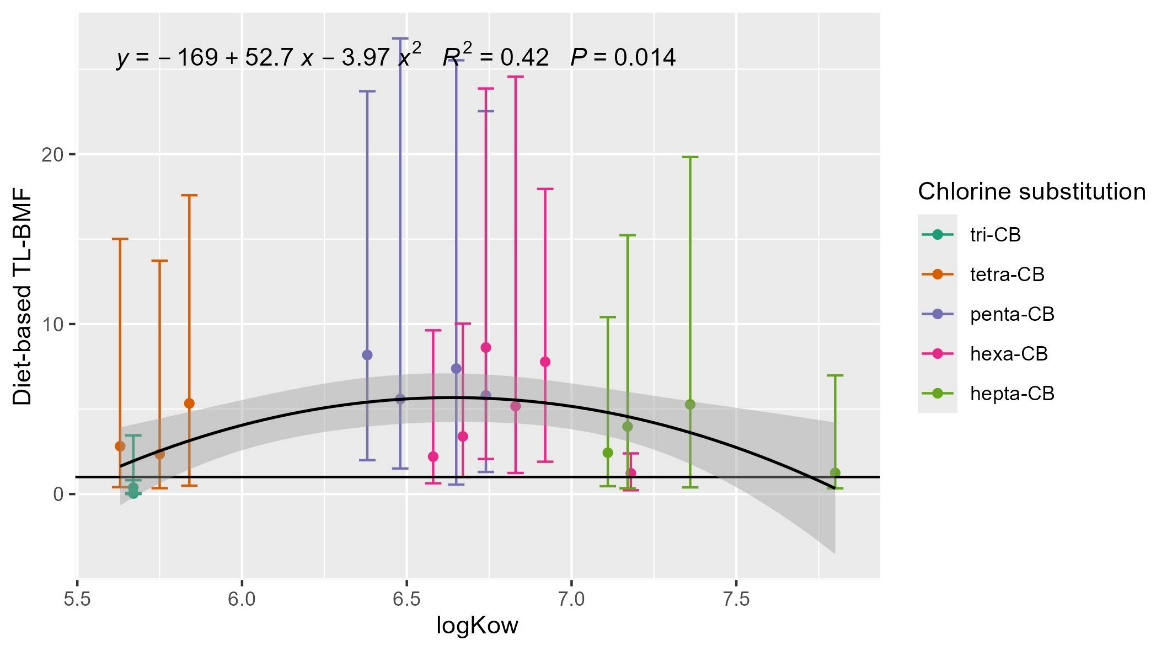 y = − 169 + 52.7 x − 3.97 x² R² = 0.42 P = 0.014
20
10
0
Diet-based TL-BMF
5.5 6.0 6.5 7.0 7.5
logKow
Chlorine substitution
tri-CB
tetra-CB
penta-CB
hexa-CB
hepta-CB